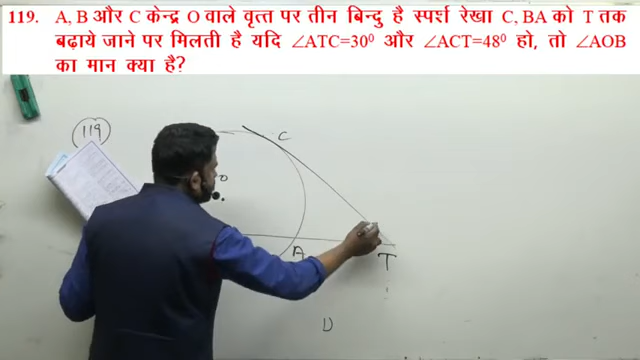 119. A, B और C केन्द्र O वाले वृत्त पर तीन बिन्दु है स्पर्श रेखा C, BA को T तक
बढ़ाये जाने पर मिलती है यदि ∠ATC=30⁰ और ∠ACT=48⁰ हो, तो ∠AOB
का मान क्या है?
119
C
O
A
T
D